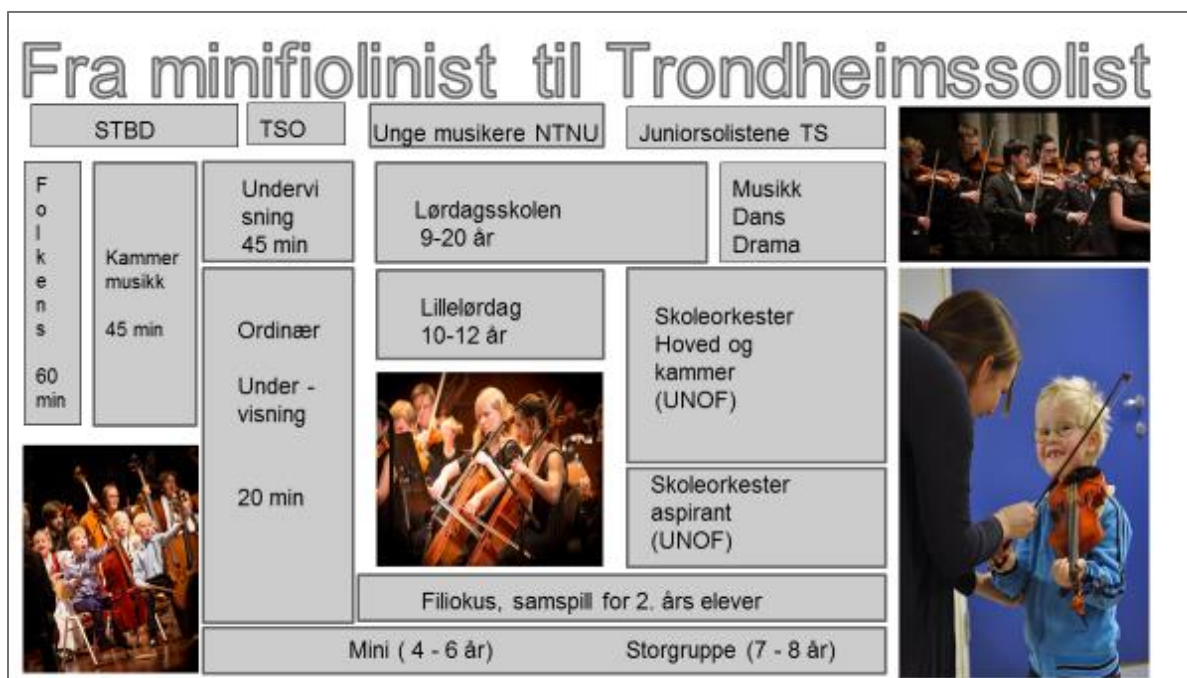 Fra minifiolinist til Trondheimssolist
STBD
TSO
Unge musikere NTNU
Juniorsolistene TS
F
o
l
k
e
n
s
60
min
Kammer
musikk
45 min
Undervi
sning
45 min
Lørdagsskolen
9-20 år
Musikk
Dans
Drama
Ordinær
Under -
visning
20 min
Lillelørdag
10-12 år
Skoleorkester
Hoved og
kammer
(UNOF)
Skoleorkester
aspirant
(UNOF)
Filiokus, samspill for 2. års elever
Mini ( 4 - 6 år)
Storgruppe (7 - 8 år)